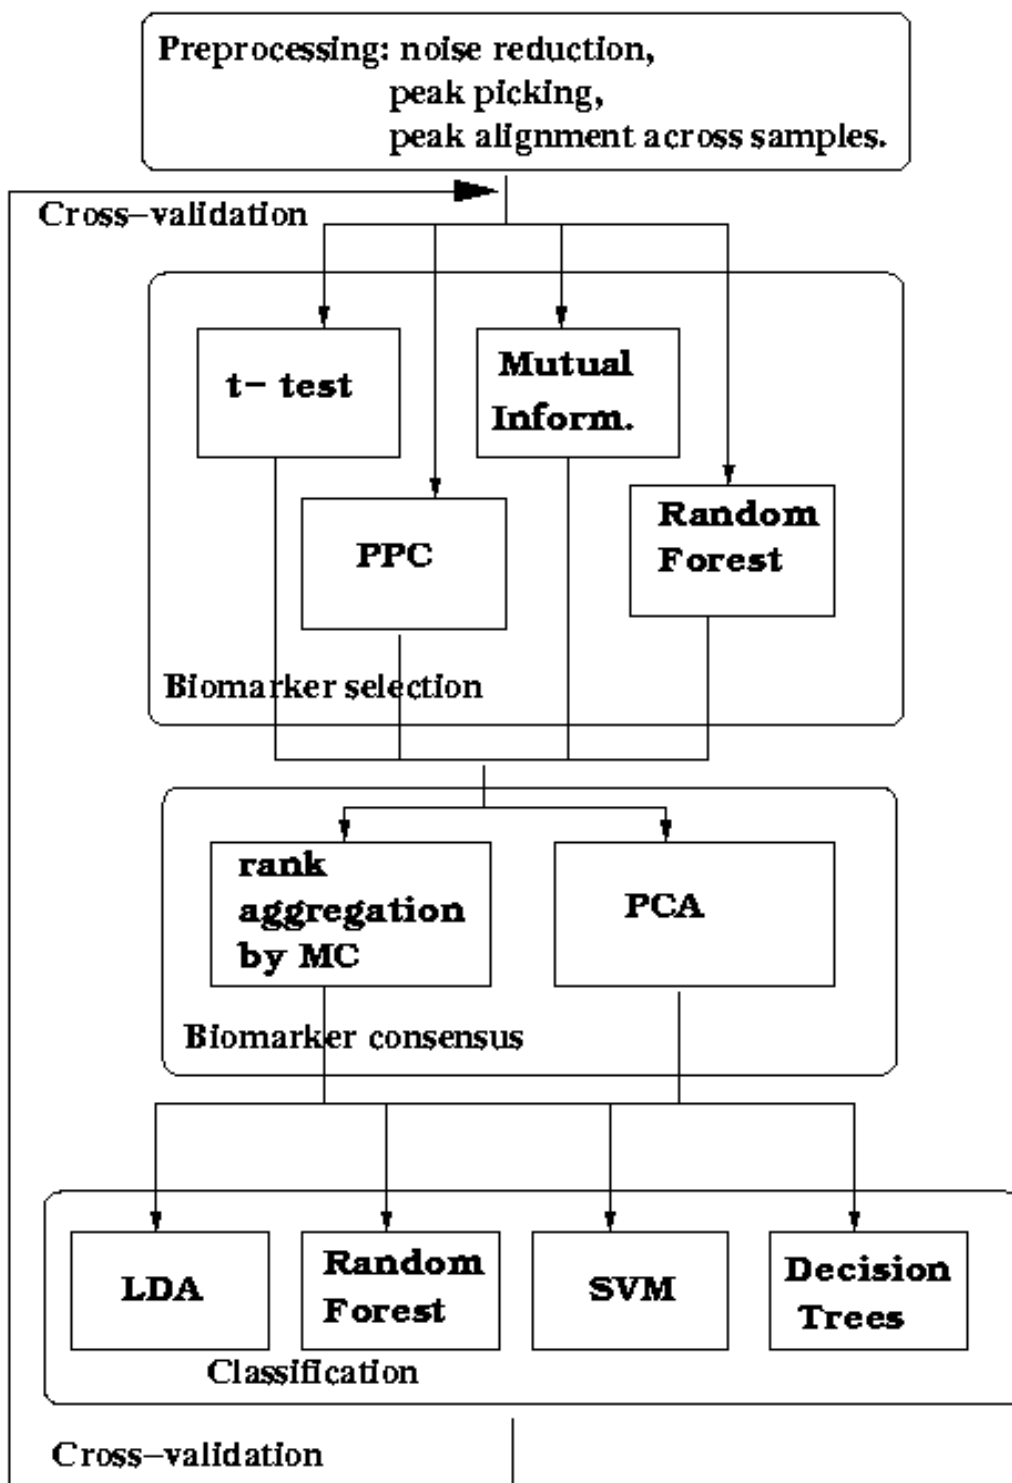 Preprocessing: noise reduction,
peak picking,
peak alignment across samples.
Cross-validation
t- test
Mutual
Inform.
PPC
Random
Forest
Biomarker selection
rank
aggregation
by MC
PCA
Biomarker consensus
LDA
Random
Forest
SVM
Decision
Trees
Classification
Cross-validation